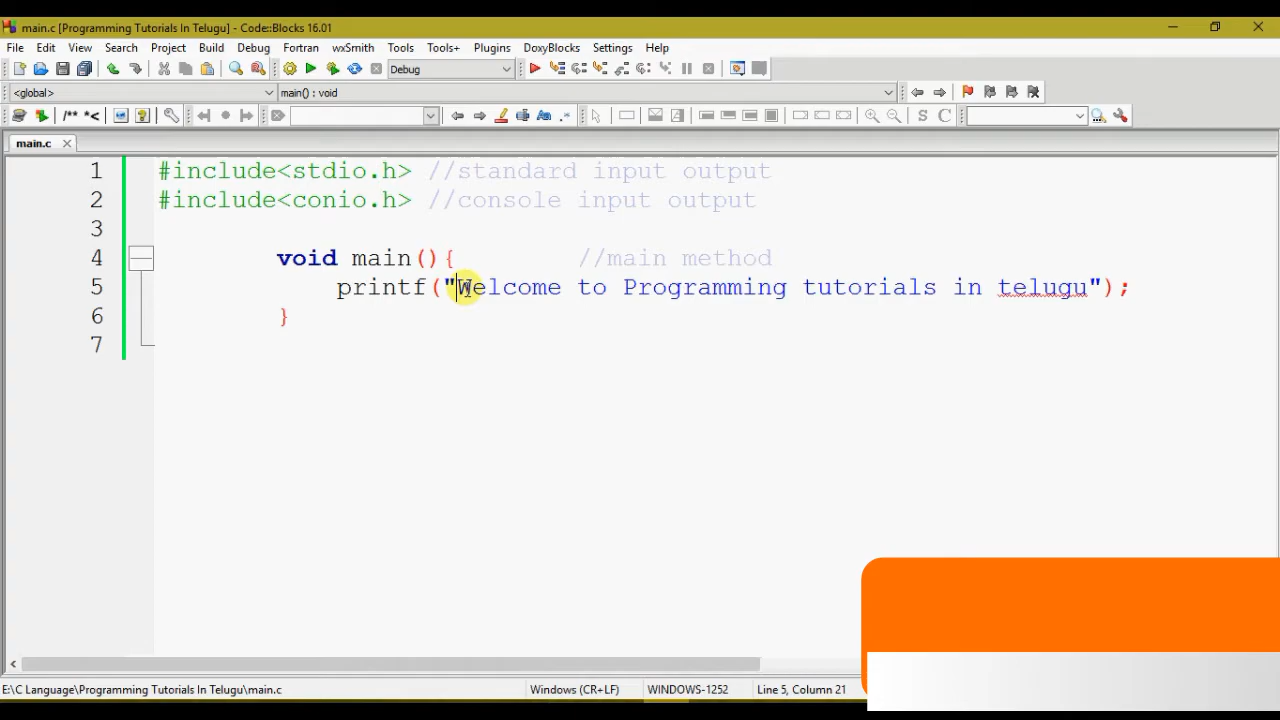 main.c [Programming Tutorials In Telugu] - Code::Blocks 16.01
File Edit View Search Project Build Debug Fortran wxSmith Tools Tools+ Plugins DoxyBlocks Settings Help
Debug
<global> main() : void
/** *< Aa .* S C
main.c
1 #include<stdio.h> //standard input output
2 #include<conio.h> //console input output
3
4 void main(){ //main method
5 printf("Welcome to Programming tutorials in telugu");
6 }
7
E:\C Language\Programming Tutorials In Telugu\main.c Windows (CR+LF) WINDOWS-1252 Line 5, Column 21